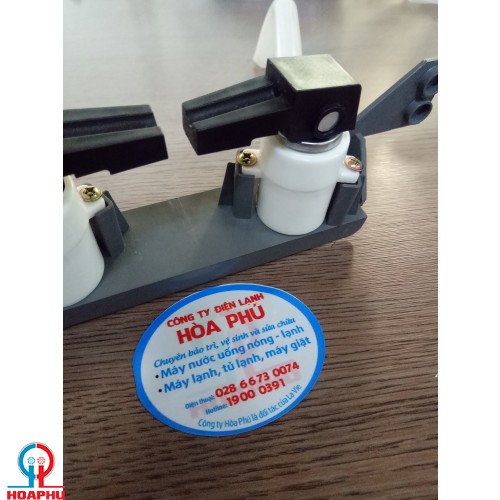 CÔNG TY ĐIỆN LẠNH
HÒA PHÚ
Chuyên bảo trì, vệ sinh và sửa chữa
•Máy nước uống nóng - lạnh
•Máy lạnh, tủ lạnh, máy giặt
Điện thoại: 028 6673 0074
Hotline: 1900 0391
Công ty Hòa Phú là đối tác của La Vie
HOAPHU